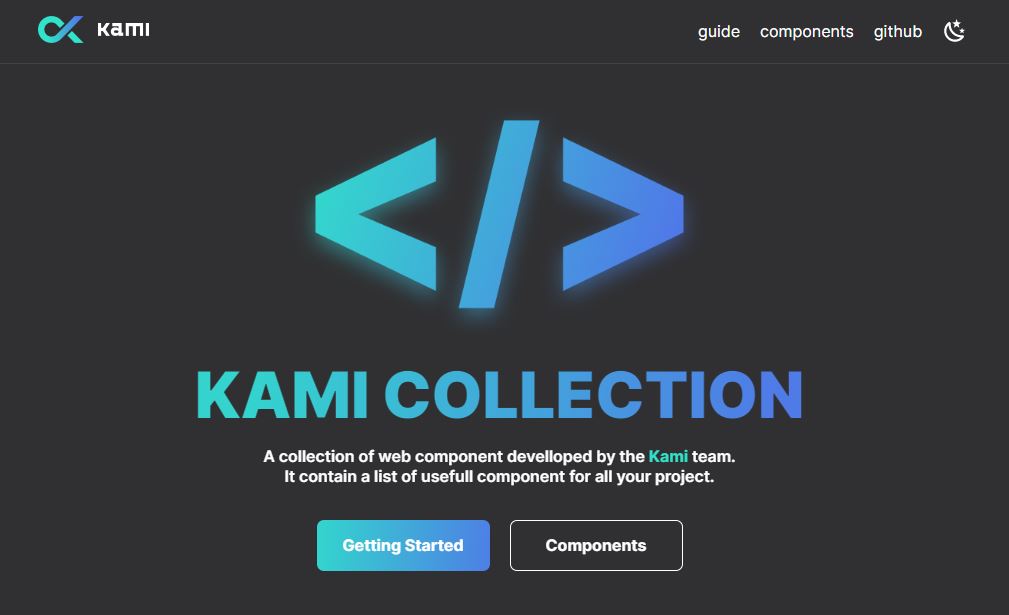 Kami
guide components github
</>
KAMI COLLECTION
A collection of web component develloped by the Kami team.
It contain a list of usefull component for all your project.
Getting Started Components